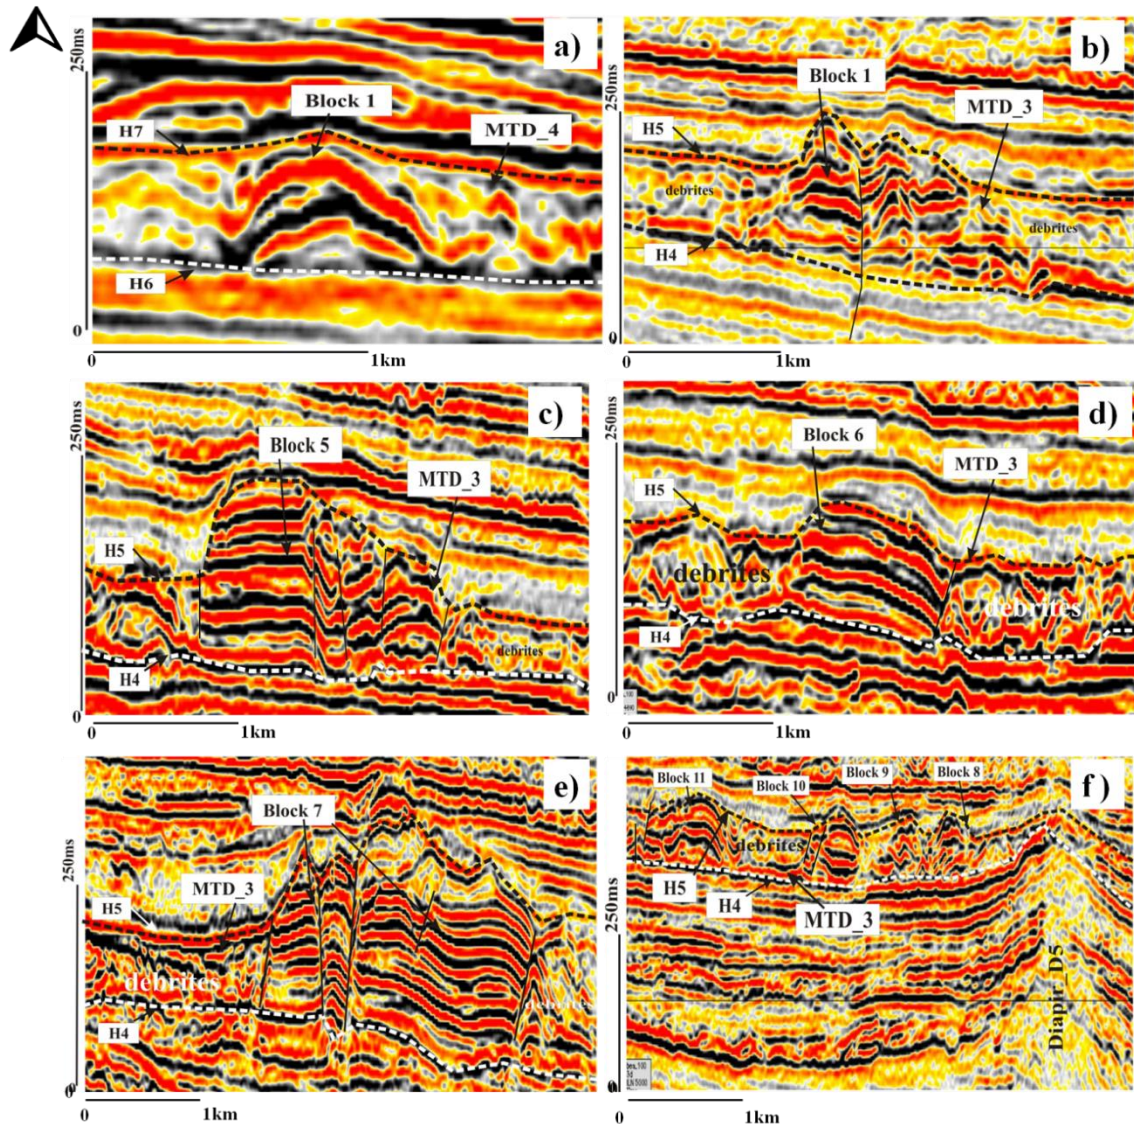 a)
250ms
Block 1
H7
MTD_4
H6
0
0
1km
b)
250ms
Block 1
MTD_3
H5
debrites
debrites
H4
0
0
1km
c)
250ms
Block 5
MTD_3
H5
debrites
H4
0
0
1km
d)
250ms
Block 6
MTD_3
H5
debrites
debrites
H4
0
0
1km
e)
250ms
Block 7
MTD_3
H5
debrites
debrites
H4
0
0
1km
f)
Block 11
Block 10
Block 9
Block 8
debrites
H5
H4
MTD_3
250ms
Diapir_D5
0
0
1km